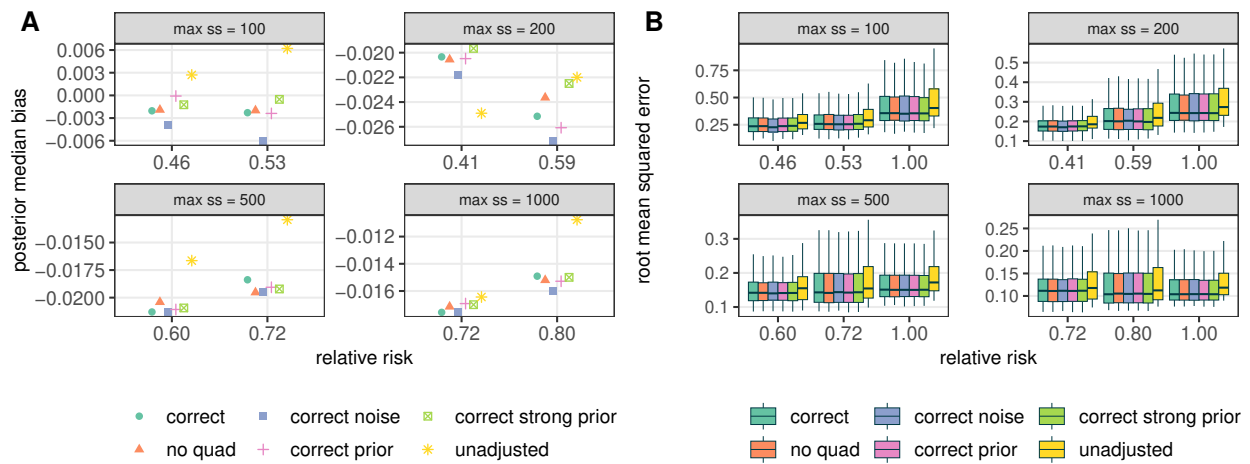 A
posterior median bias
max ss = 100
0.006
0.003
0.000
−0.003
−0.006
0.46
0.53
max ss = 200
−0.020
−0.022
−0.024
−0.026
0.41
0.59
max ss = 500
−0.0150
−0.0175
−0.0200
0.60
0.72
max ss = 1000
−0.012
−0.014
−0.016
0.72
0.80
relative risk
correct
correct noise
correct strong prior
no quad
correct prior
unadjusted
B
root mean squared error
max ss = 100
0.75
0.50
0.25
0.46
0.53
1.00
max ss = 200
0.5
0.4
0.3
0.2
0.1
0.41
0.59
1.00
max ss = 500
0.3
0.2
0.1
0.60
0.72
1.00
max ss = 1000
0.25
0.20
0.15
0.10
0.72
0.80
1.00
relative risk
correct
correct noise
correct strong prior
no quad
correct prior
unadjusted